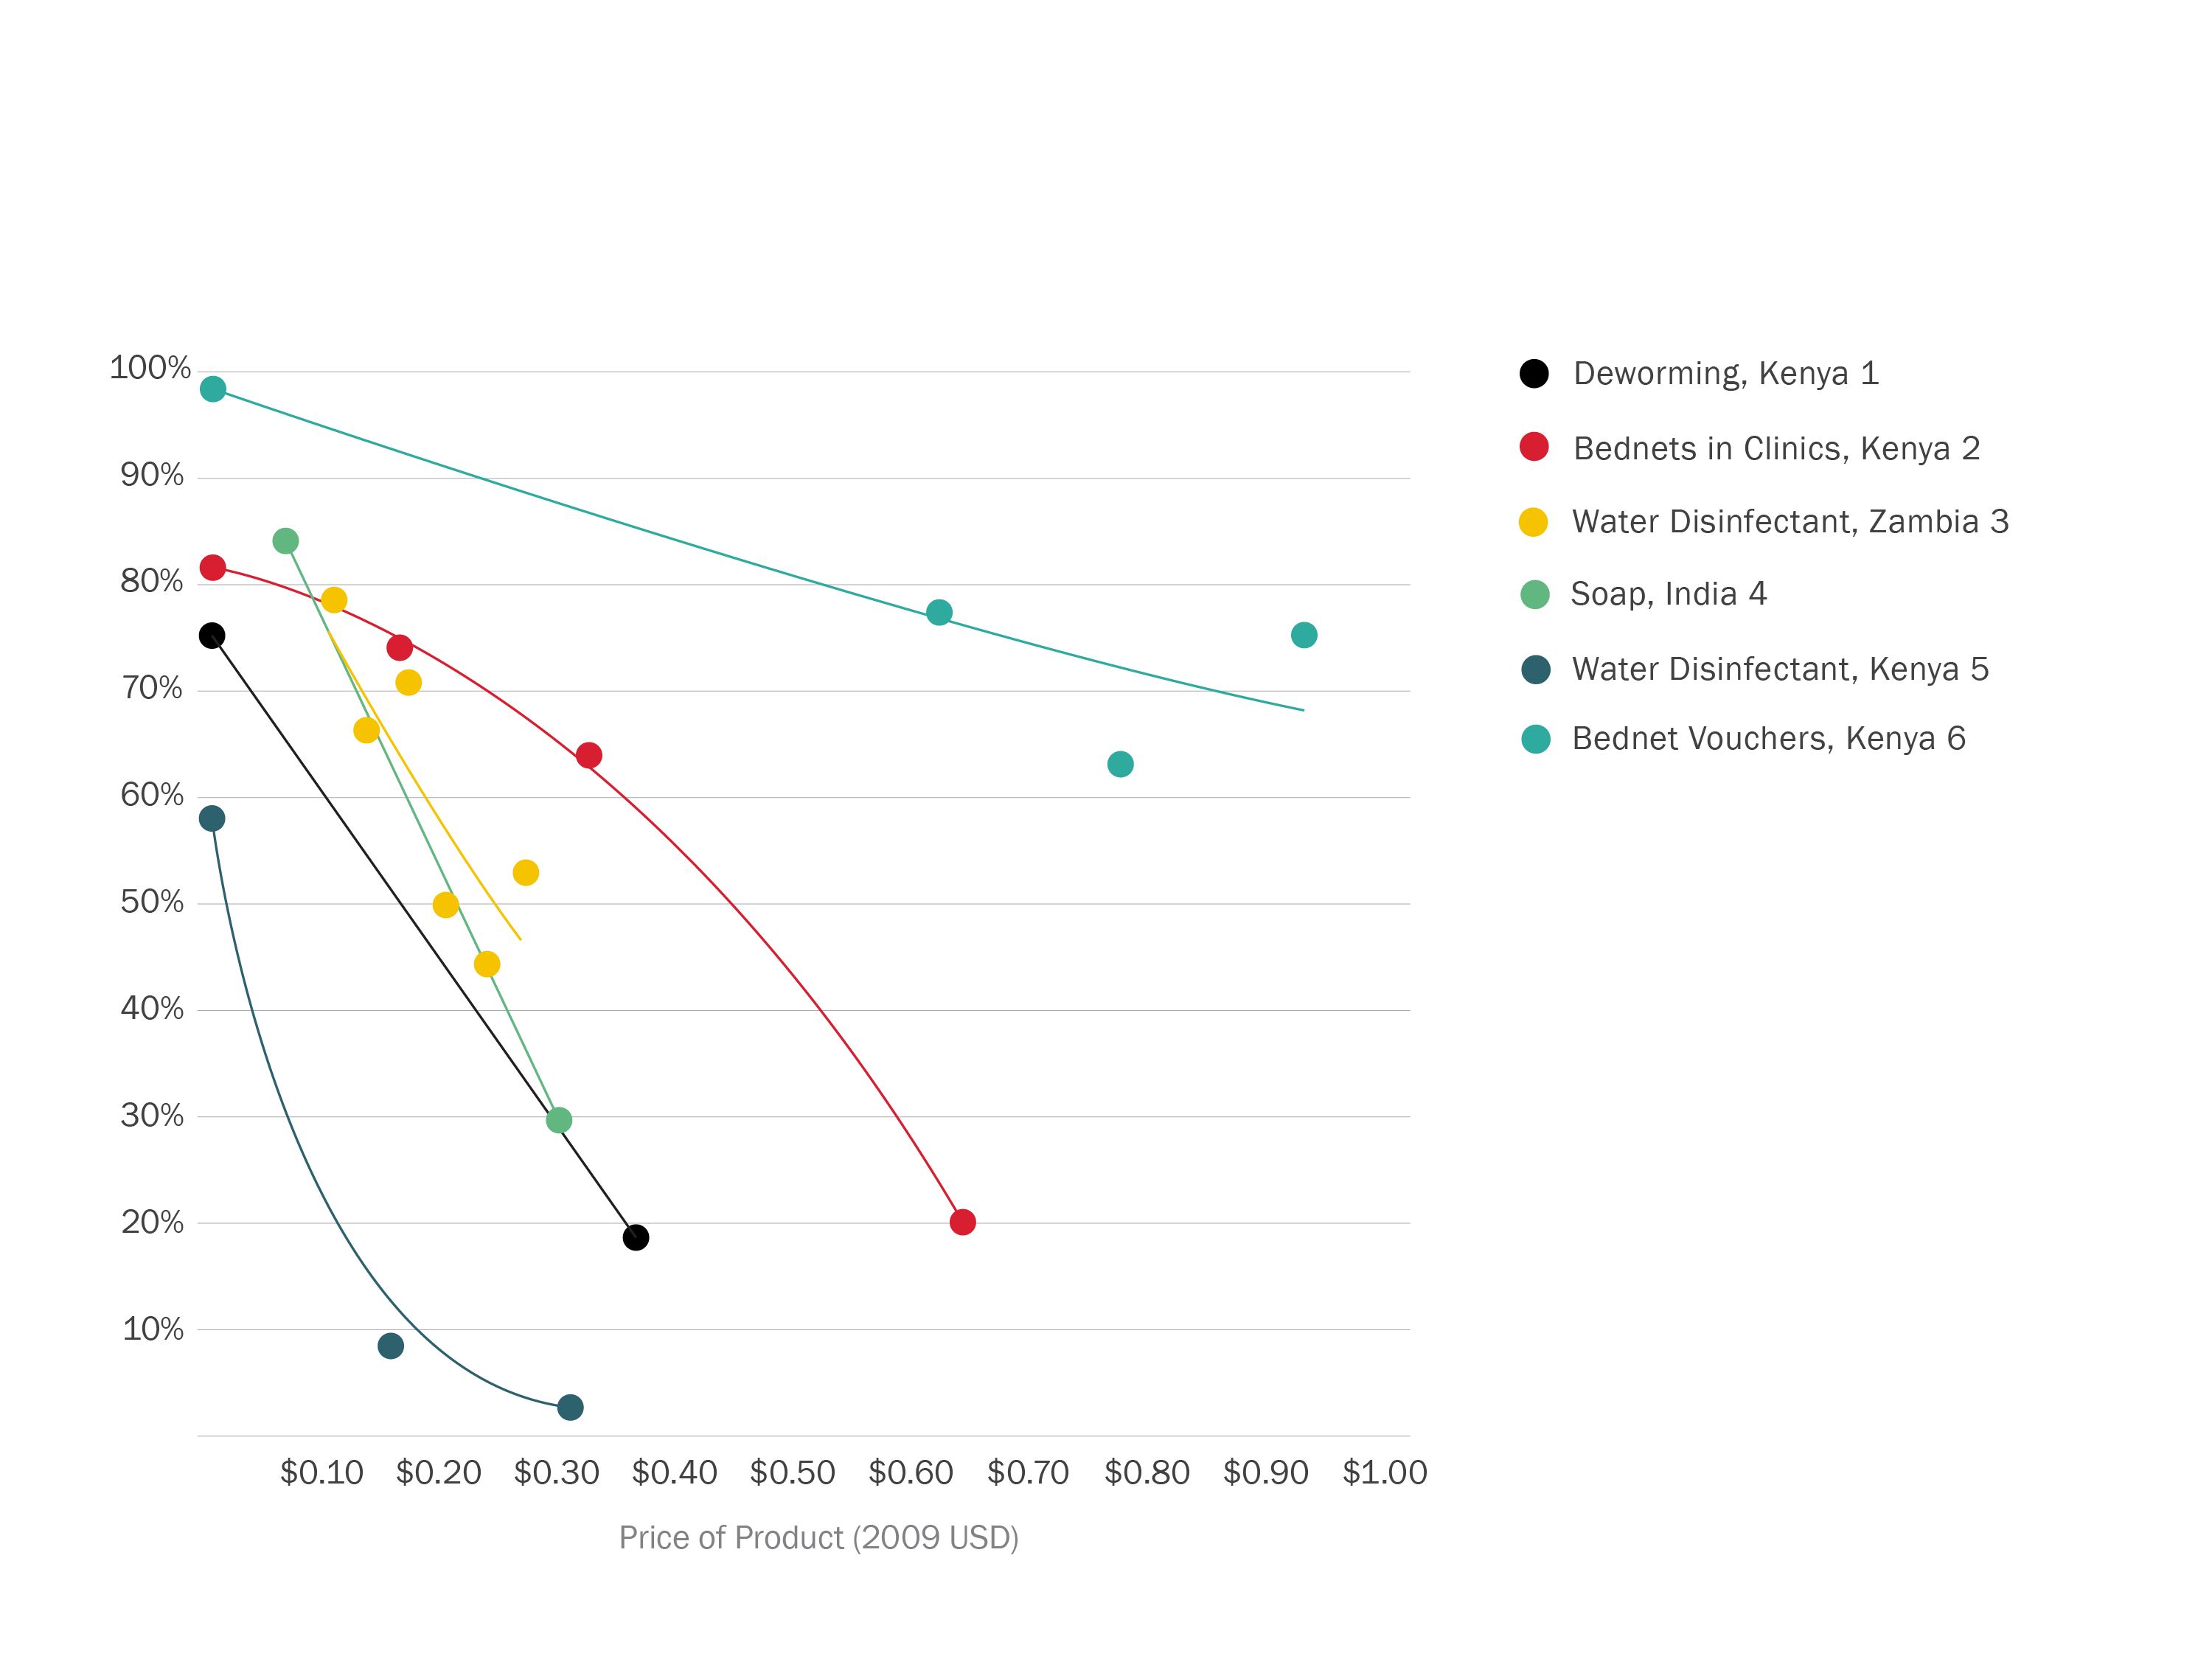 100%
90%
80%
70%
60%
50%
40%
30%
20%
10%
$0.10 $0.20 $0.30 $0.40 $0.50 $0.60 $0.70 $0.80 $0.90 $1.00
Price of Product (2009 USD)
Deworming, Kenya 1
Bednets in Clinics, Kenya 2
Water Disinfectant, Zambia 3
Soap, India 4
Water Disinfectant, Kenya 5
Bednet Vouchers, Kenya 6